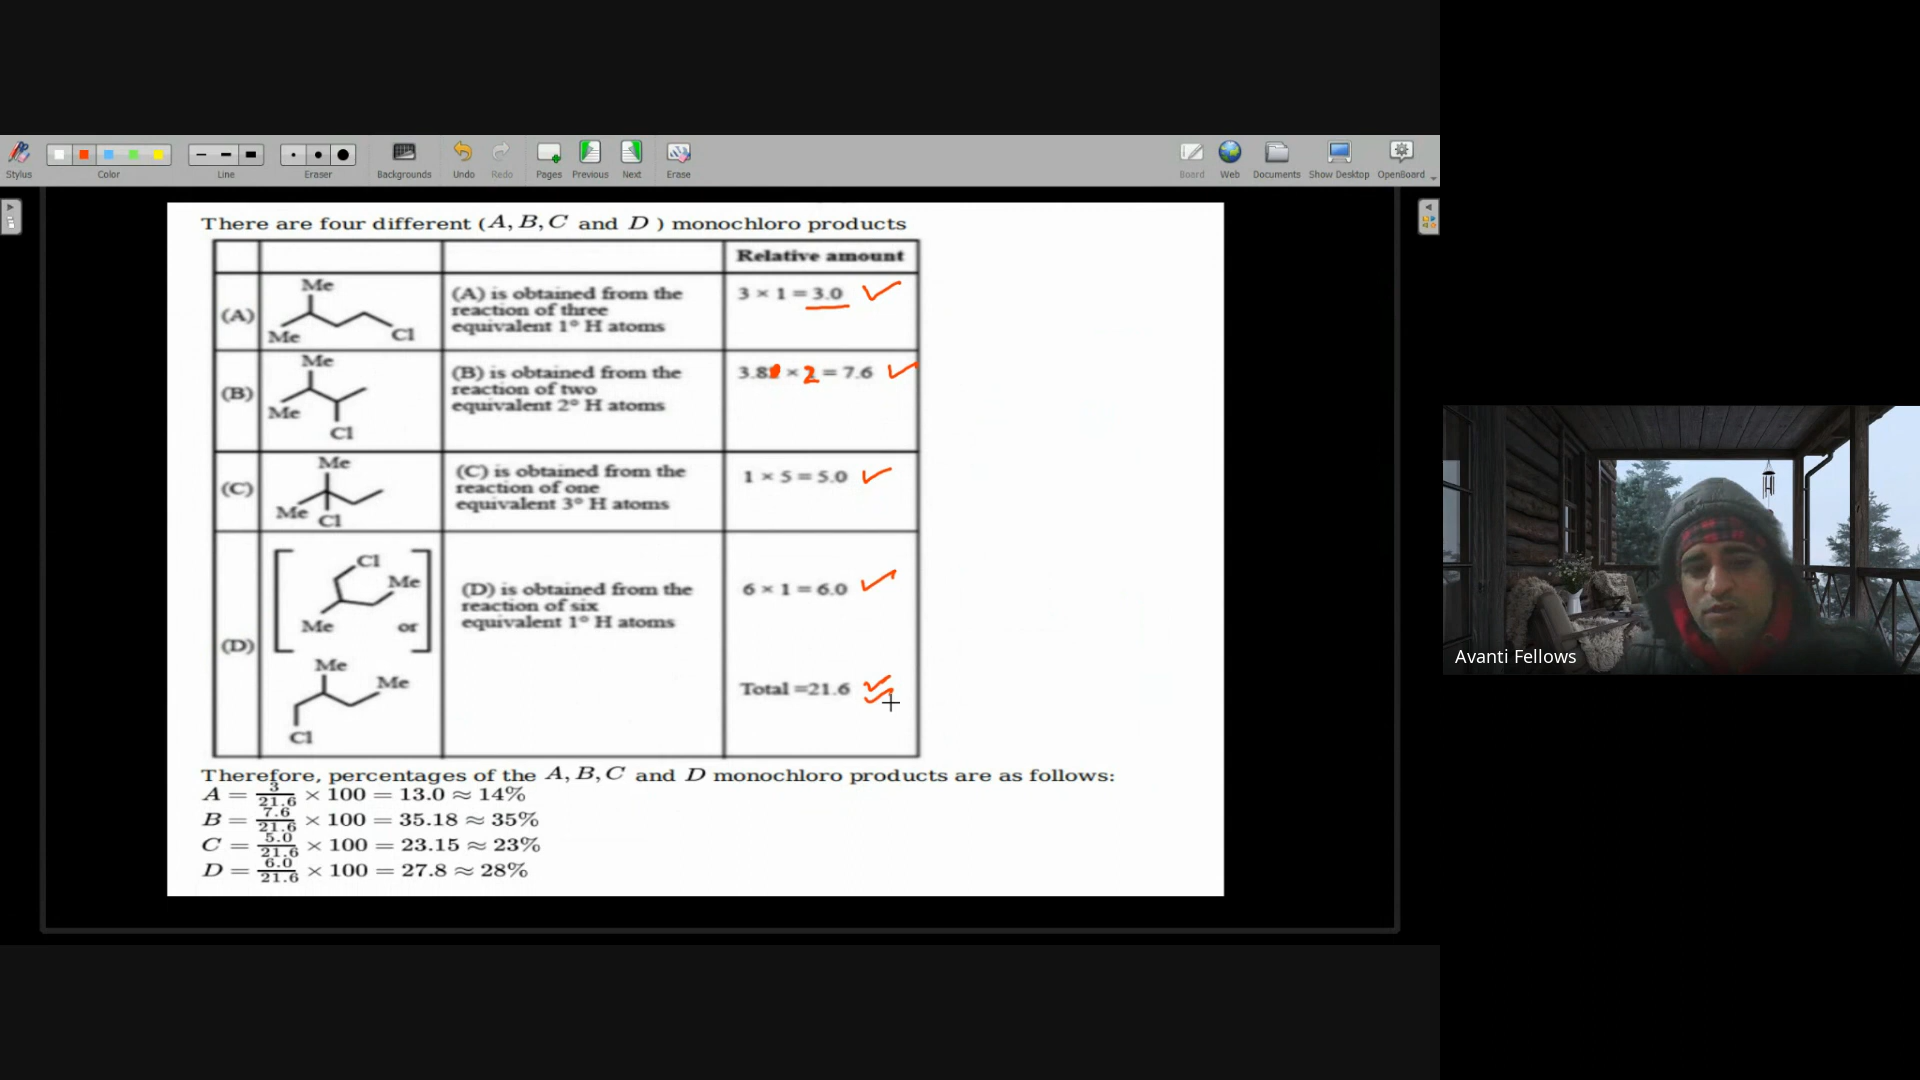 Stylus
Color
Line
Eraser
Backgrounds
Undo
Redo
Pages
Previous
Next
Erase
Board
Web
Documents
Show Desktop
OpenBoard
There are four different (A, B, C and D ) monochloro products
Relative amount
(A)
Me
Me
Cl
(A) is obtained from the
reaction of three
equivalent 1° H atoms
3 × 1 = 3.0
(B)
Me
Me
Cl
(B) is obtained from the
reaction of two
equivalent 2° H atoms
3.8 × 2 = 7.6
(C)
Me
Me
Cl
(C) is obtained from the
reaction of one
equivalent 3° H atoms
1 × 5 = 5.0
(D)
Cl
Me
Me
or
Me
Me
Cl
(D) is obtained from the
reaction of six
equivalent 1° H atoms
6 × 1 = 6.0
Total =21.6
Therefore, percentages of the A, B, C and D monochloro products are as follows:
A = 3/21.6 × 100 = 13.0 ≈ 14%
B = 7.6/21.6 × 100 = 35.18 ≈ 35%
C = 5.0/21.6 × 100 = 23.15 ≈ 23%
D = 6.0/21.6 × 100 = 27.8 ≈ 28%
Avanti Fellows